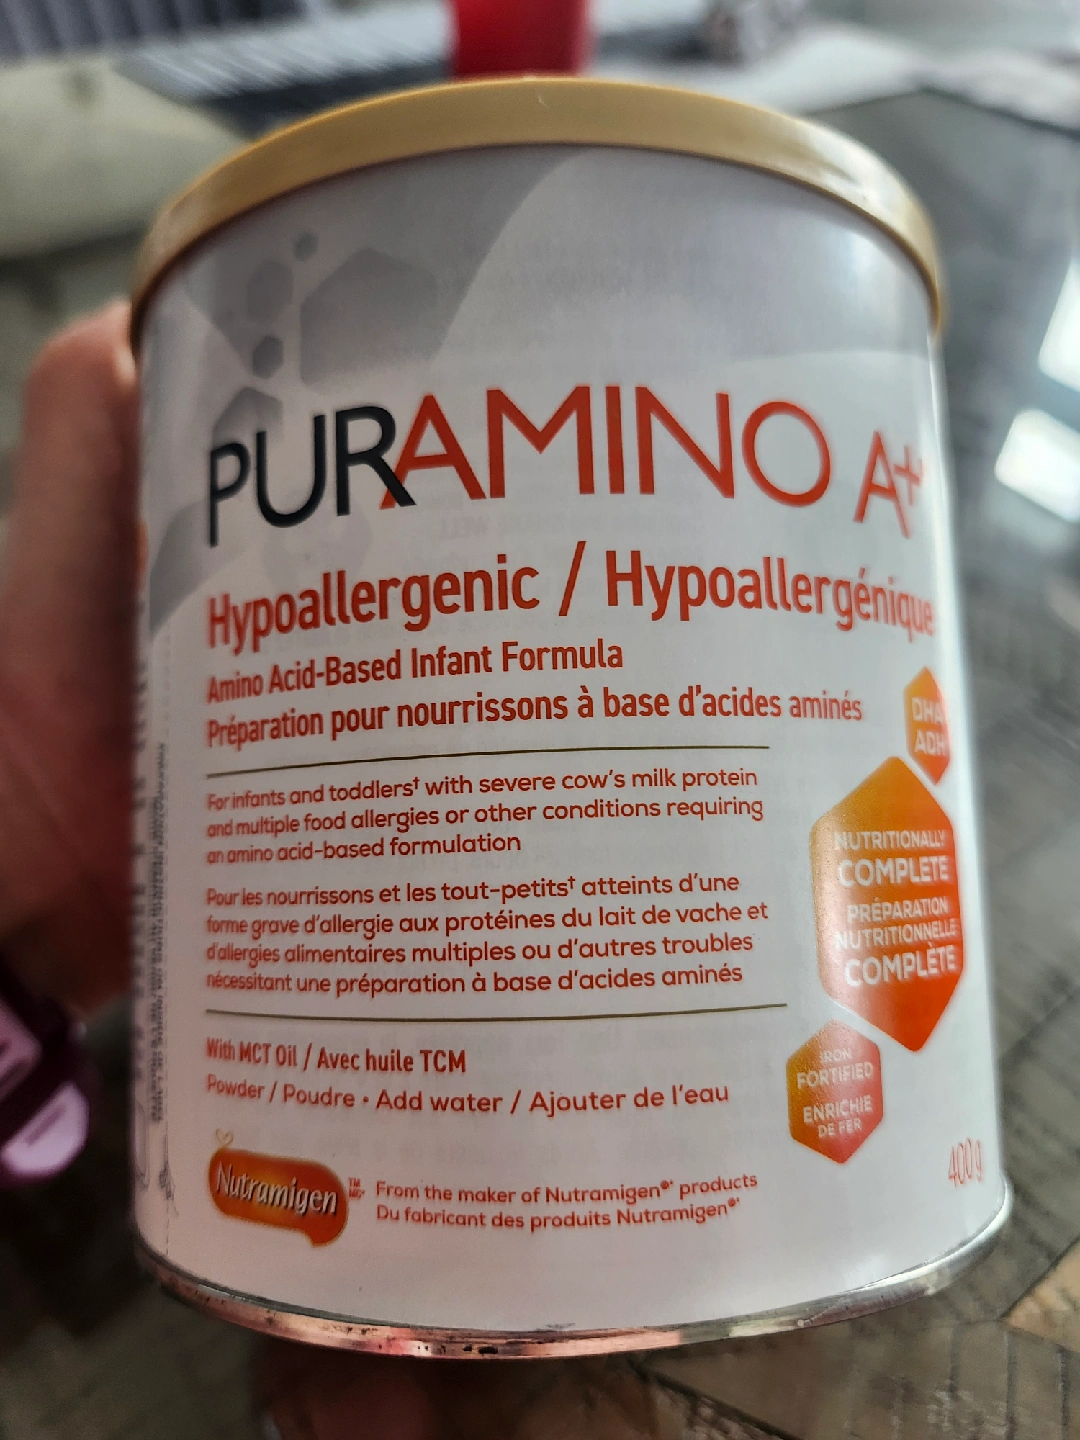 PURAMINO A+
Hypoallergenic / Hypoallergénique
Amino Acid-Based Infant Formula
Préparation pour nourrissons à base d'acides aminés
DHA
ADH
For infants and toddlers† with severe cow's milk protein
and multiple food allergies or other conditions requiring
an amino acid-based formulation
Pour les nourrissons et les tout-petits† atteints d'une
forme grave d'allergie aux protéines du lait de vache et
d'allergies alimentaires multiples ou d'autres troubles
nécessitant une préparation à base d'acides aminés
NUTRITIONALLY
COMPLETE
PRÉPARATION
NUTRITIONNELLE
COMPLÈTE
With MCT Oil / Avec huile TCM
Powder / Poudre • Add water / Ajouter de l'eau
IRON
FORTIFIED
ENRICHIE
DE FER
400 g
Nutramigen
From the maker of Nutramigen®* products
Du fabricant des produits Nutramigen®*